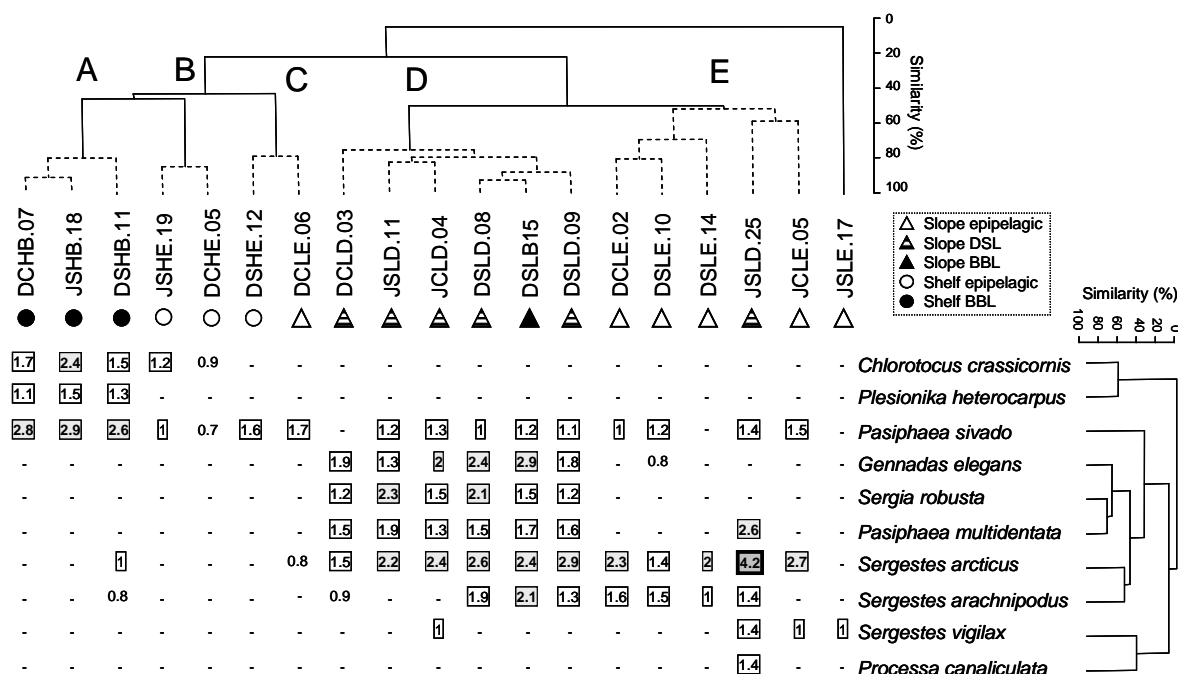 A B C D E
0
20
40
60
80
100
Similarity (%)
DCHB.07 JSHB.18 DSHB.11 JSHE.19 DCHE.05 DSHE.12 DCLE.06 DCLD.03 JSLD.11 JCLD.04 DSLD.08 DSLB15 DSLD.09 DCLE.02 DSLE.10 DSLE.14 JSLD.25 JCLE.05 JSLE.17
Slope epipelagic
Slope DSL
Slope BBL
Shelf epipelagic
Shelf BBL
Similarity (%)
100 80 60 40 20 0
1.7 2.4 1.5 1.2 0.9 - - - - - - - - - - - - - - Chlorotocus crassicornis
1.1 1.5 1.3 - - - - - - - - - - - - - - - - Plesionika heterocarpus
2.8 2.9 2.6 1 0.7 1.6 1.7 - 1.2 1.3 1 1.2 1.1 1 1.2 - 1.4 1.5 - Pasiphaea sivado
- - - - - - - 1.9 1.3 2 2.4 2.9 1.8 - 0.8 - - - - Gennadas elegans
- - - - - - - 1.2 2.3 1.5 2.1 1.5 1.2 - - - - - - Sergia robusta
- - - - - - - 1.5 1.9 1.3 1.5 1.7 1.6 - - - 2.6 - - Pasiphaea multidentata
- - 1 - - - 0.8 1.5 2.2 2.4 2.6 2.4 2.9 2.3 1.4 2 4.2 2.7 - Sergestes arcticus
- - 0.8 - - - - 0.9 - - 1.9 2.1 1.3 1.6 1.5 1 1.4 - - Sergestes arachnipodus
- - - - - - - - - 1 - - - - - - 1.4 1 1 Sergestes vigilax
- - - - - - - - - - - - - - - - 1.4 - - Processa canaliculata